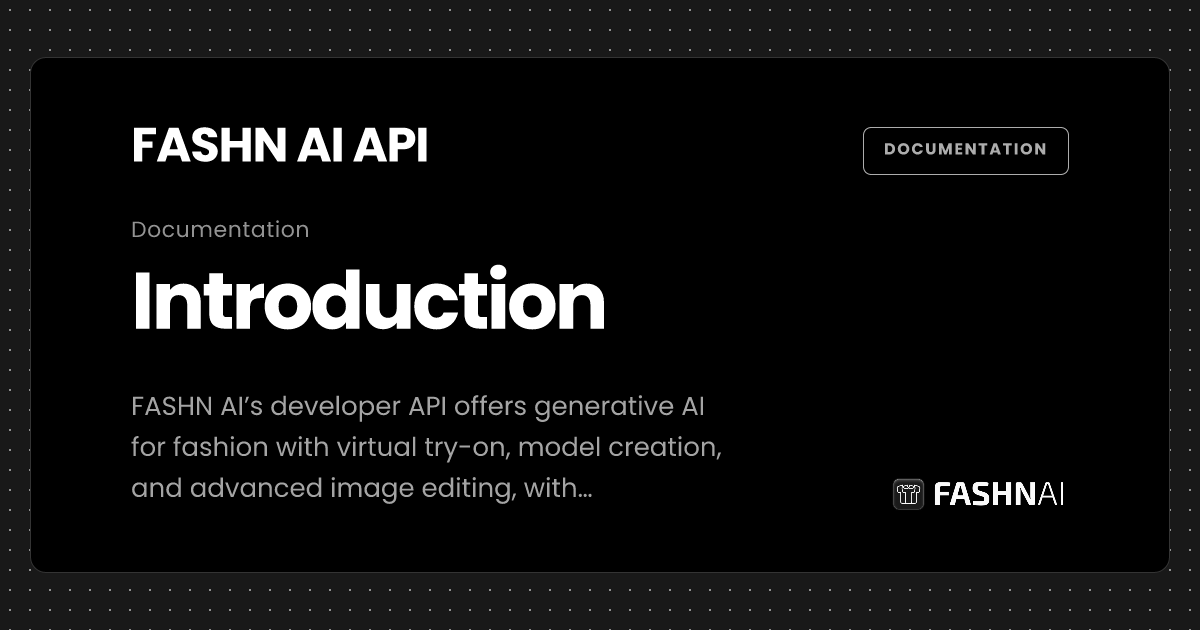 FASHN AI API
DOCUMENTATION
Documentation
Introduction
FASHN AI’s developer API offers generative AI
for fashion with virtual try-on, model creation,
and advanced image editing, with...
FASHNAI